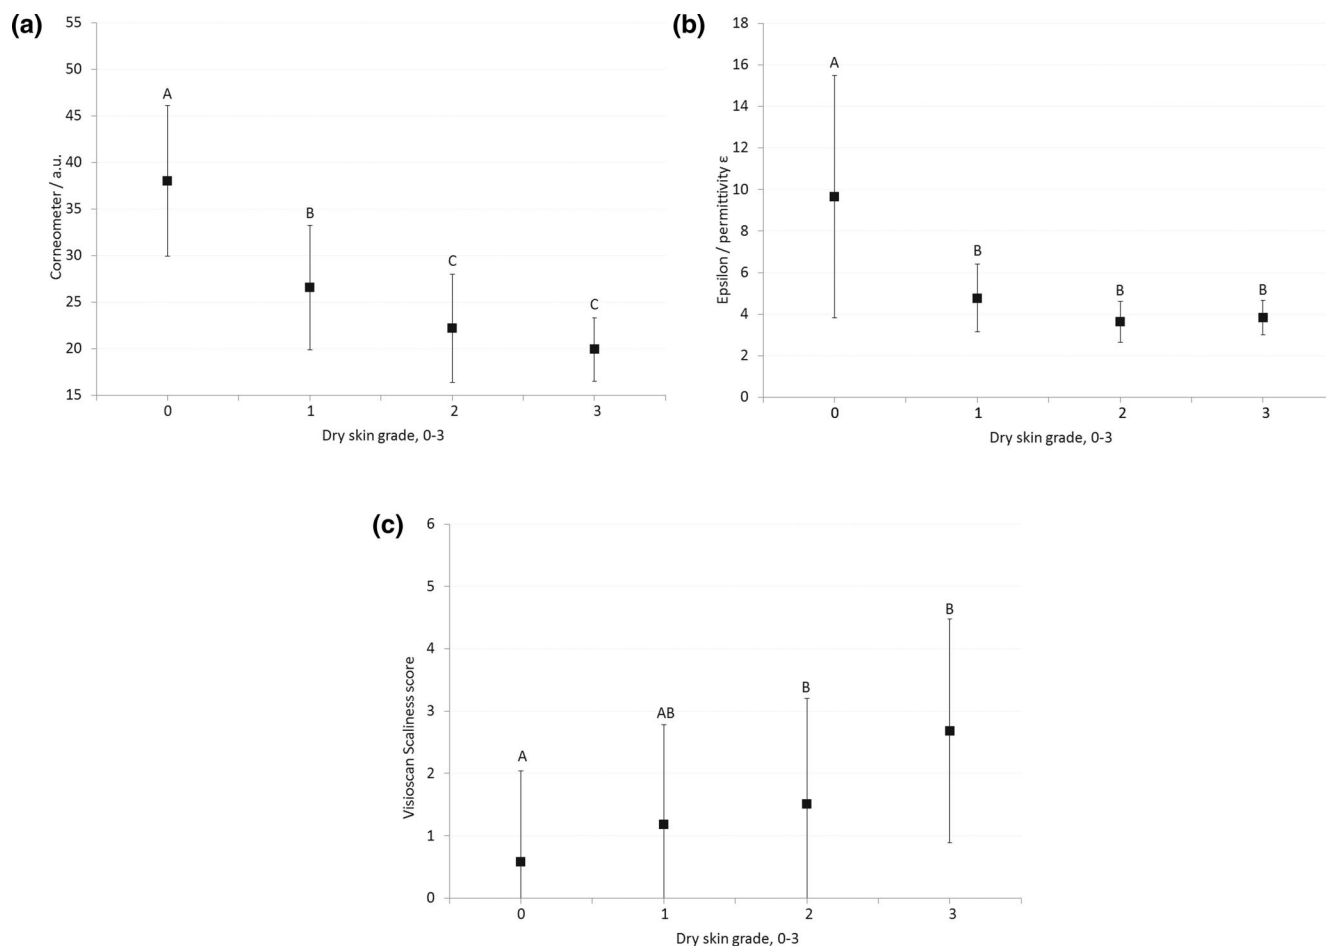 (a)
55
50
45
40
35
30
25
20
15
Corneometer / a.u.
A
B
C
C
0 1 2 3
Dry skin grade, 0-3
(b)
18
16
14
12
10
8
6
4
2
0
Epsilon / permittivity ε
A
B
B
B
0 1 2 3
Dry skin grade, 0-3
(c)
6
5
4
3
2
1
0
Visioscan Scaliness score
A
AB
B
B
0 1 2 3
Dry skin grade, 0-3